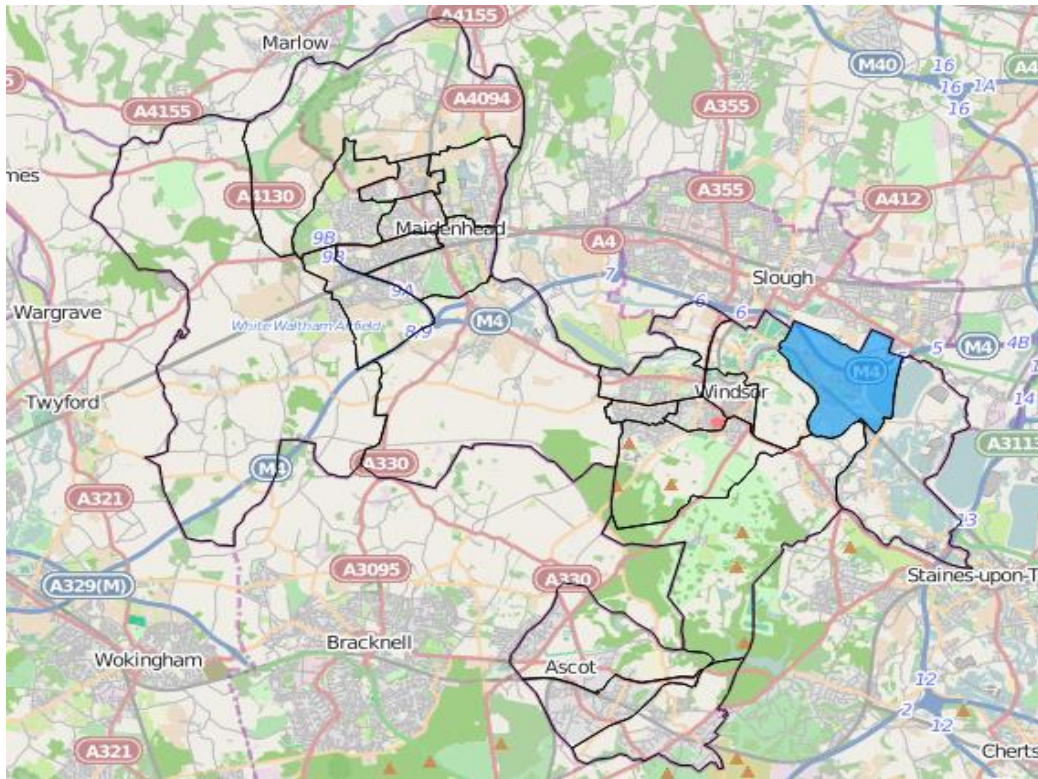 A4155
Marlow
M40
16
A4
16
1A
16
5
A4155
A4094
A355
mes
A4130
A355
A412
9B
9B
Maidenhead
A4
Slough
7
9A
6
6
Wargrave
White Waltham Airfield
8/9
M4
5
M4
4B
Windsor
M4
Twyford
14
A3113
M4
A330
A321
13
A329(M)
A3095
A330
Staines-upon-T
Bracknell
Wokingham
Ascot
12
2
12
A321
Cherts